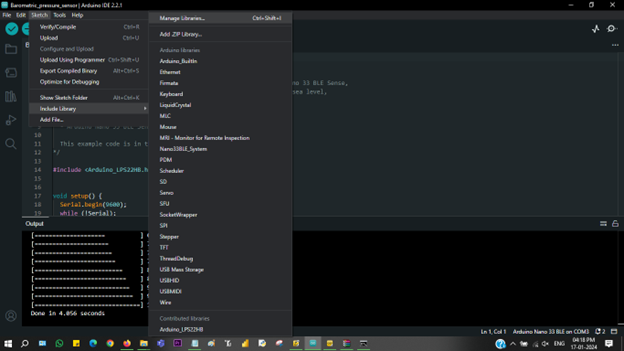 Barometric_pressure_sensor | Arduino IDE 2.2.1
File Edit Sketch Tools Help
Verify/Compile Ctrl+R
Upload Ctrl+U
Configure and Upload
Upload Using Programmer Ctrl+Shift+U
Export Compiled Binary Alt+Ctrl+S
Optimize for Debugging
Show Sketch Folder Alt+Ctrl+K
Include Library
Add File...
Manage Libraries... Ctrl+Shift+I
Add .ZIP Library...
Arduino libraries
Arduino_BuiltIn
Ethernet
Firmata
Keyboard
LiquidCrystal
MLC
Mouse
MRI - Monitor for Remote Inspection
Nano33BLE_System
PDM
Scheduler
SD
Servo
SFU
SocketWrapper
SPI
Stepper
TFT
ThreadDebug
USB Mass Storage
USBHID
USBMIDI
Wire
Contributed libraries
Arduino_LPS22HB
no 33 BLE Sense,
sea level,
10
11 This example code is in t
12 */
13
14 #include <Arduino_LPS22HB.h
15
16
17 void setup() {
18 Serial.begin(9600);
19 while (!Serial);
Output
[=====================
[======================
[=======================
[========================
[==========================
[===========================
[============================
[=============================
[==============================]
Done in 4.056 seconds
Ln 1, Col 1 Arduino Nano 33 BLE on COM3 2
ENG
04:18 PM
17-01-2024